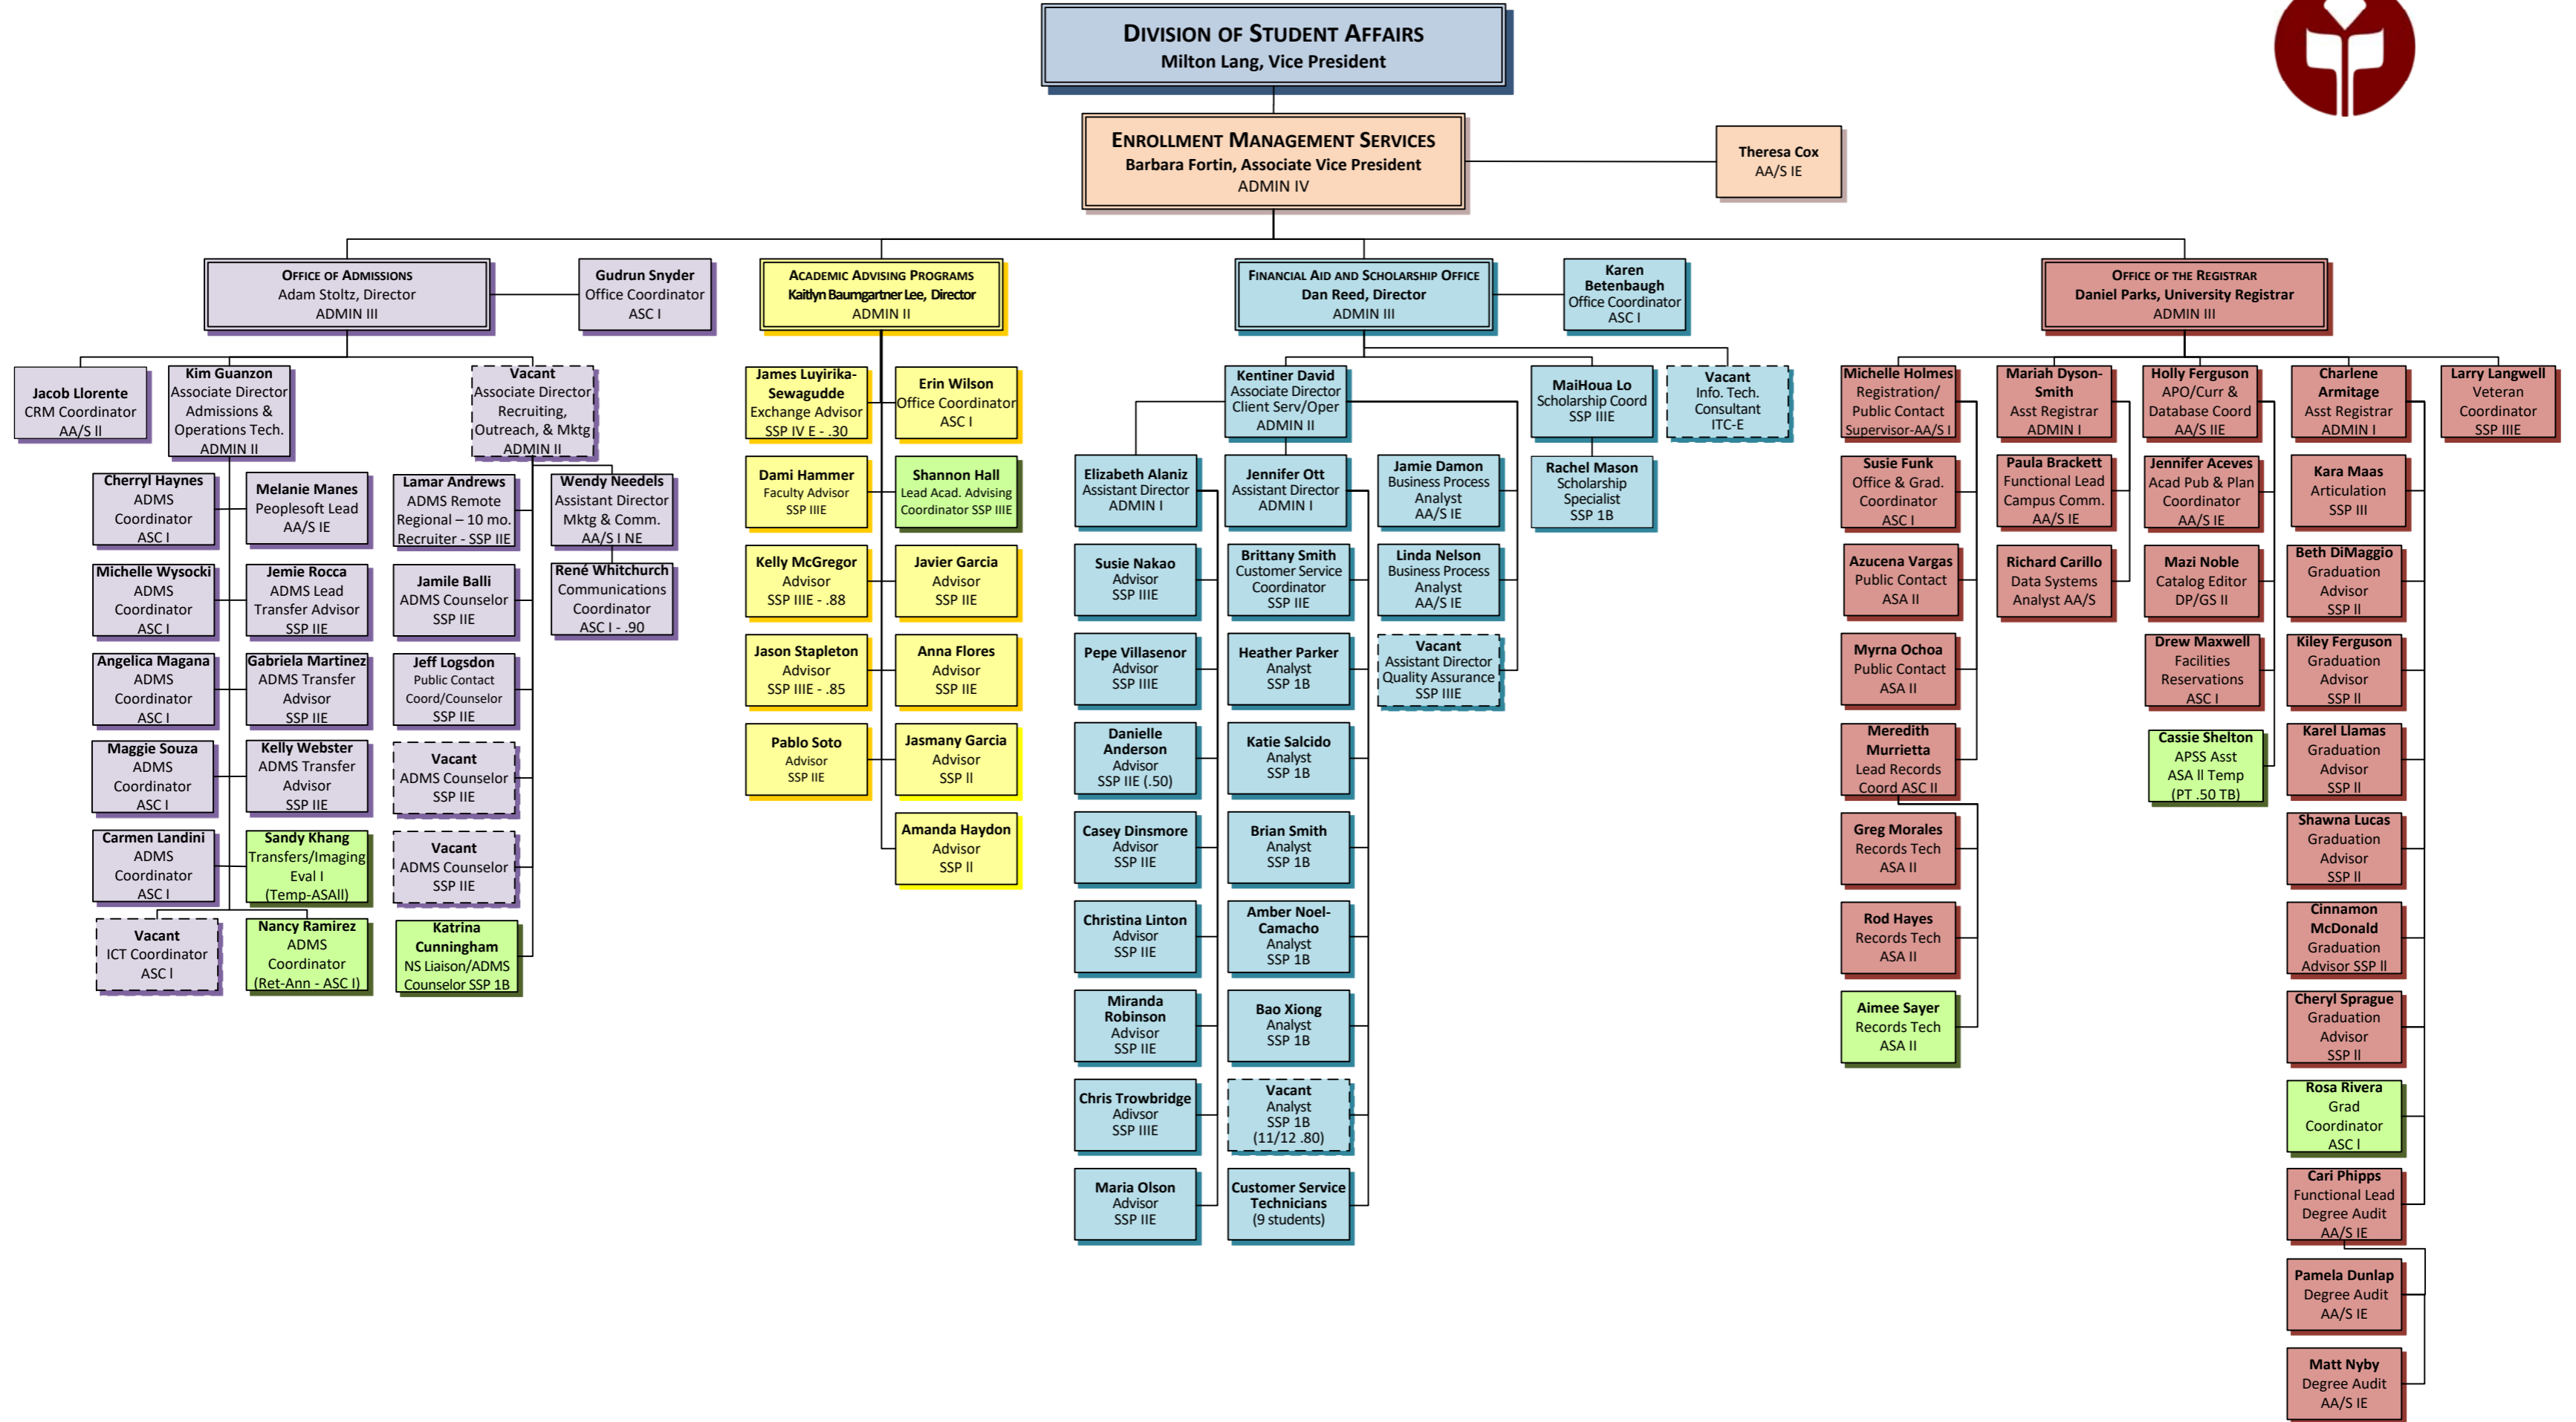 DIVISION OF STUDENT AFFAIRS
Milton Lang, Vice President
ENROLLMENT MANAGEMENT SERVICES
Barbara Fortin, Associate Vice President
ADMIN IV
Theresa Cox
AA/S IE
OFFICE OF ADMISSIONS
Adam Stoltz, Director
ADMIN III
Gudrun Snyder
Office Coordinator
ASC I
ACADEMIC ADVISING PROGRAMS
Kaitlyn Baumgartner Lee, Director
ADMIN II
FINANCIAL AID AND SCHOLARSHIP OFFICE
Dan Reed, Director
ADMIN III
Karen
Betenbaugh
Office Coordinator
ASC I
OFFICE OF THE REGISTRAR
Daniel Parks, University Registrar
ADMIN III
Jacob Llorente
CRM Coordinator
AA/S II
Kim Guanzon
Associate Director
Admissions &
Operations Tech.
ADMIN II
Vacant
Associate Director
Recruiting,
Outreach, & Mktg
ADMIN II
Cherryl Haynes
ADMS
Coordinator
ASC I
Melanie Manes
Peoplesoft Lead
AA/S IE
Michelle Wysocki
ADMS
Coordinator
ASC I
Jemie Rocca
ADMS Lead
Transfer Advisor
SSP IIE
Angelica Magana
ADMS
Coordinator
ASC I
Gabriela Martinez
ADMS Transfer
Advisor
SSP IIE
Maggie Souza
ADMS
Coordinator
ASC I
Kelly Webster
ADMS Transfer
Advisor
SSP IIE
Carmen Landini
ADMS
Coordinator
ASC I
Sandy Khang
Transfers/Imaging
Eval I
(Temp-ASAII)
Vacant
ICT Coordinator
ASC I
Nancy Ramirez
ADMS
Coordinator
(Ret-Ann - ASC I)
Lamar Andrews
ADMS Remote
Regional – 10 mo.
Recruiter - SSP IIE
Wendy Needels
Assistant Director
Mktg & Comm.
AA/S I NE
Jamile Balli
ADMS Counselor
SSP IIE
René Whitchurch
Communications
Coordinator
ASC I - .90
Jeff Logsdon
Public Contact
Coord/Counselor
SSP IIE
Vacant
ADMS Counselor
SSP IIE
Vacant
ADMS Counselor
SSP IIE
Katrina
Cunningham
NS Liaison/ADMS
Counselor SSP 1B
James Luyirika-
Sewagudde
Exchange Advisor
SSP IV E - .30
Erin Wilson
Office Coordinator
ASC I
Dami Hammer
Faculty Advisor
SSP IIIE
Shannon Hall
Lead Acad. Advising
Coordinator SSP IIIE
Kelly McGregor
Advisor
SSP IIIE - .88
Javier Garcia
Advisor
SSP IIE
Jason Stapleton
Advisor
SSP IIIE - .85
Anna Flores
Advisor
SSP IIE
Pablo Soto
Advisor
SSP IIE
Jasmany Garcia
Advisor
SSP ll
Amanda Haydon
Advisor
SSP ll
Kentiner David
Associate Director
Client Serv/Oper
ADMIN II
MaiHoua Lo
Scholarship Coord
SSP IIIE
Vacant
Info. Tech.
Consultant
ITC-E
Elizabeth Alaniz
Assistant Director
ADMIN I
Jennifer Ott
Assistant Director
ADMIN I
Jamie Damon
Business Process
Analyst
AA/S IE
Rachel Mason
Scholarship
Specialist
SSP 1B
Susie Nakao
Advisor
SSP IIIE
Brittany Smith
Customer Service
Coordinator
SSP IIE
Linda Nelson
Business Process
Analyst
AA/S IE
Pepe Villasenor
Advisor
SSP IIIE
Heather Parker
Analyst
SSP 1B
Vacant
Assistant Director
Quality Assurance
SSP IIIE
Danielle
Anderson
Advisor
SSP IIE (.50)
Katie Salcido
Analyst
SSP 1B
Casey Dinsmore
Advisor
SSP IIE
Brian Smith
Analyst
SSP 1B
Christina Linton
Advisor
SSP IIE
Amber Noel-
Camacho
Analyst
SSP 1B
Miranda
Robinson
Advisor
SSP IIE
Bao Xiong
Analyst
SSP 1B
Chris Trowbridge
Adivsor
SSP IIIE
Vacant
Analyst
SSP 1B
(11/12 .80)
Maria Olson
Advisor
SSP IIE
Customer Service
Technicians
(9 students)
Michelle Holmes
Registration/
Public Contact
Supervisor-AA/S I
Mariah Dyson-
Smith
Asst Registrar
ADMIN I
Holly Ferguson
APO/Curr &
Database Coord
AA/S IIE
Charlene
Armitage
Asst Registrar
ADMIN I
Larry Langwell
Veteran
Coordinator
SSP IIIE
Susie Funk
Office & Grad.
Coordinator
ASC I
Paula Brackett
Functional Lead
Campus Comm.
AA/S IE
Jennifer Aceves
Acad Pub & Plan
Coordinator
AA/S IE
Kara Maas
Articulation
SSP III
Azucena Vargas
Public Contact
ASA II
Richard Carillo
Data Systems
Analyst AA/S
Mazi Noble
Catalog Editor
DP/GS II
Beth DiMaggio
Graduation
Advisor
SSP ll
Myrna Ochoa
Public Contact
ASA II
Drew Maxwell
Facilities
Reservations
ASC I
Kiley Ferguson
Graduation
Advisor
SSP ll
Meredith
Murrietta
Lead Records
Coord ASC II
Cassie Shelton
APSS Asst
ASA ll Temp
(PT .50 TB)
Karel Llamas
Graduation
Advisor
SSP ll
Greg Morales
Records Tech
ASA II
Shawna Lucas
Graduation
Advisor
SSP ll
Rod Hayes
Records Tech
ASA II
Cinnamon
McDonald
Graduation
Advisor SSP ll
Aimee Sayer
Records Tech
ASA II
Cheryl Sprague
Graduation
Advisor
SSP ll
Rosa Rivera
Grad
Coordinator
ASC l
Cari Phipps
Functional Lead
Degree Audit
AA/S IE
Pamela Dunlap
Degree Audit
AA/S IE
Matt Nyby
Degree Audit
AA/S IE